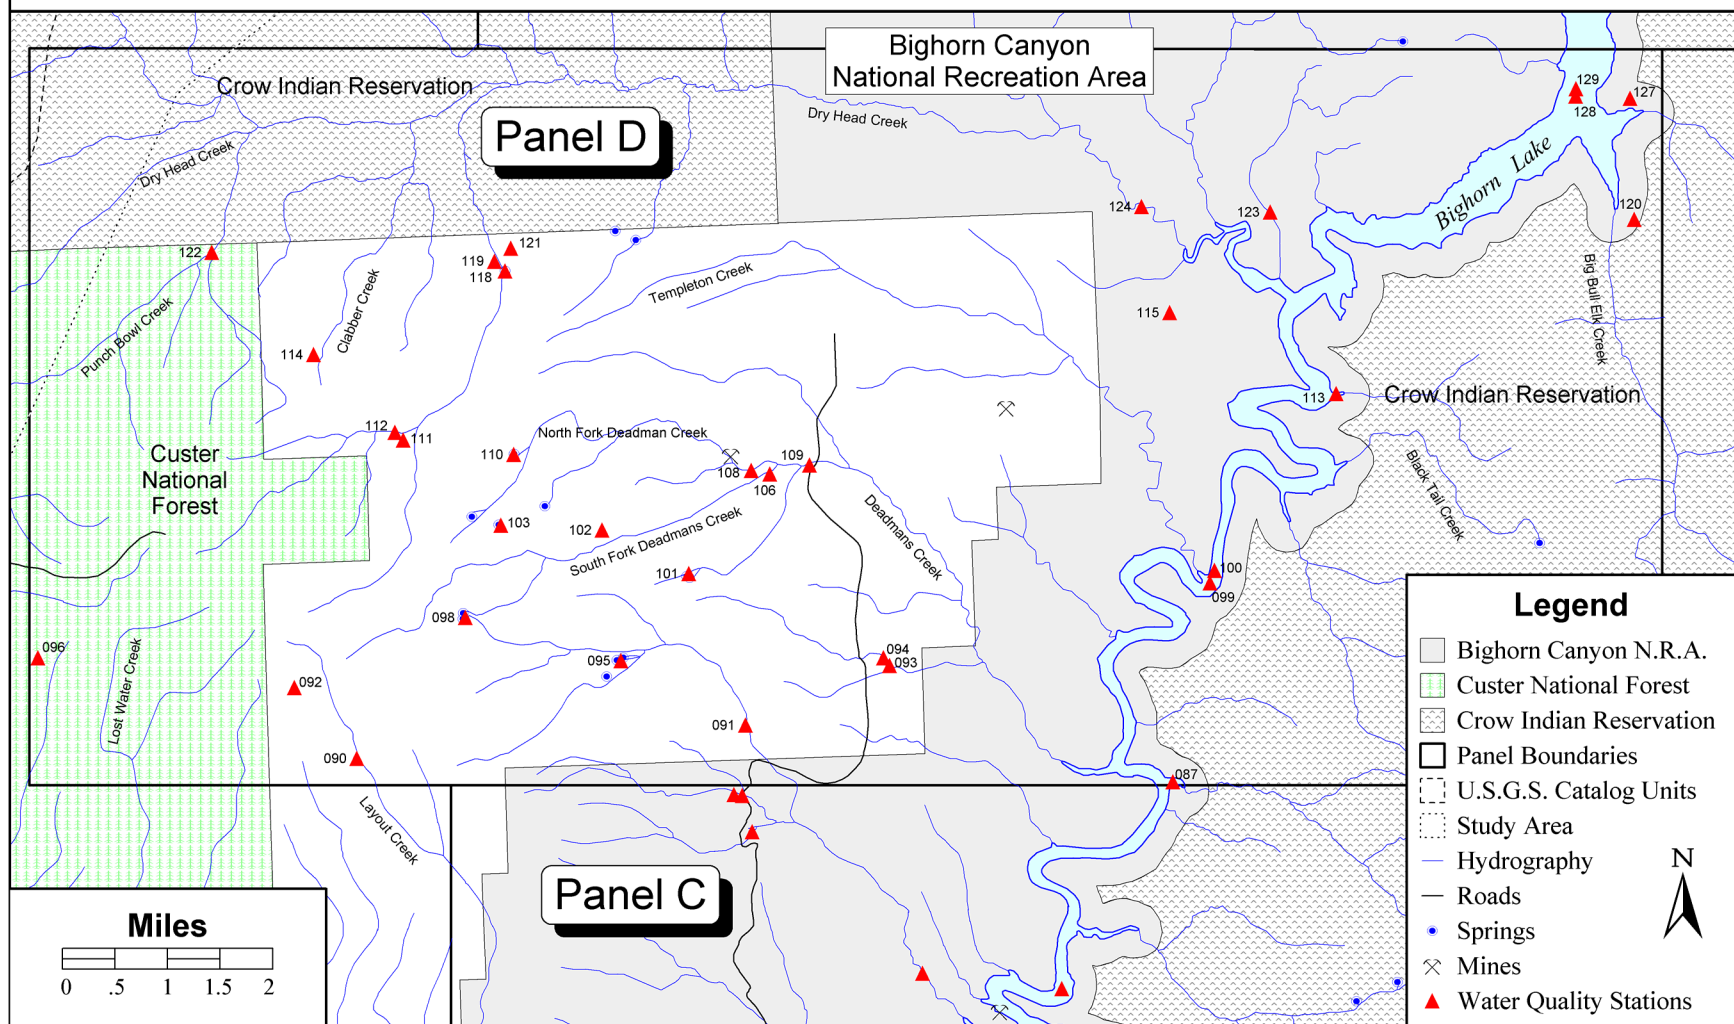 Bighorn Canyon
National Recreation Area
Crow Indian Reservation
Panel D
Dry Head Creek
Dry Head Creek
129
128
127
Bighorn Lake
124
123
120
122
121
119
118
Templeton Creek
Clabber Creek
Punch Bowl Creek
Big Bull Elk Creek
115
114
113
Crow Indian Reservation
112
111
North Fork Deadman Creek
110
109
108
106
Custer
National
Forest
Black Tail Creek
103
102
South Fork Deadmans Creek
Deadmans Creek
101
100
099
098
096
095
094
093
Lost Water Creek
092
091
090
087
Layout Creek
Panel C
Miles
0 .5 1 1.5 2
Legend
Bighorn Canyon N.R.A.
Custer National Forest
Crow Indian Reservation
Panel Boundaries
U.S.G.S. Catalog Units
Study Area
Hydrography
Roads
Springs
Mines
Water Quality Stations
N